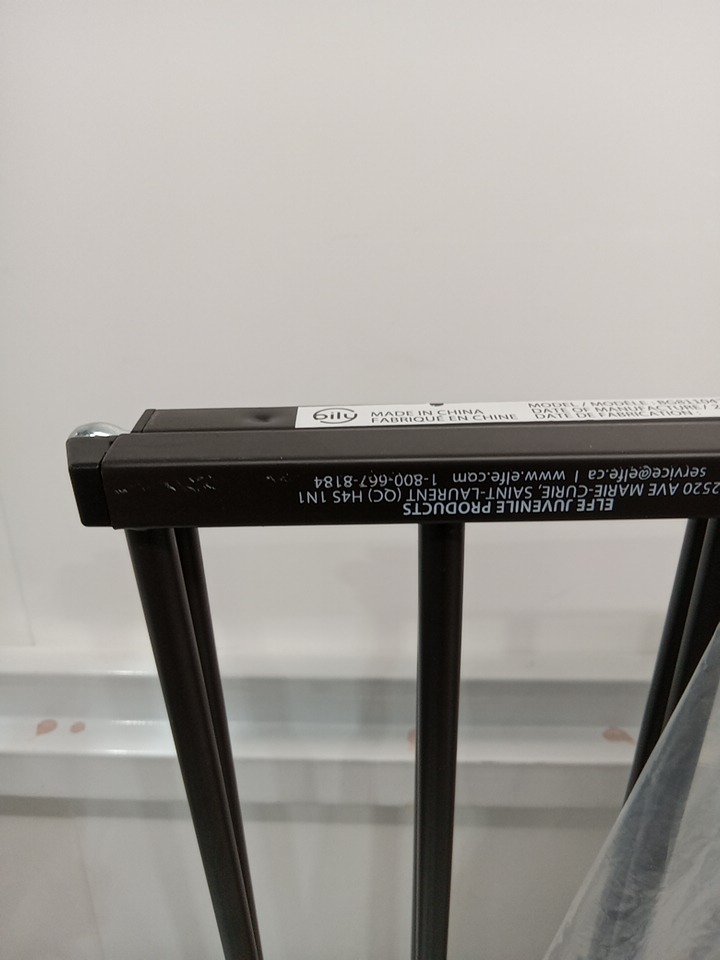 bily
MADE IN CHINA
FABRIQUÉ EN CHINE
MODEL / MODÈLE :
DATE OF MANUFACTURE /
DATE DE FABRICATION
ELFE JUVENILE PRODUCTS
2520 AVE MARIE-CURIE, SAINT-LAURENT (QC) H4S 1N1
service@elfe.ca | www.elfe.com 1-800-667-8184